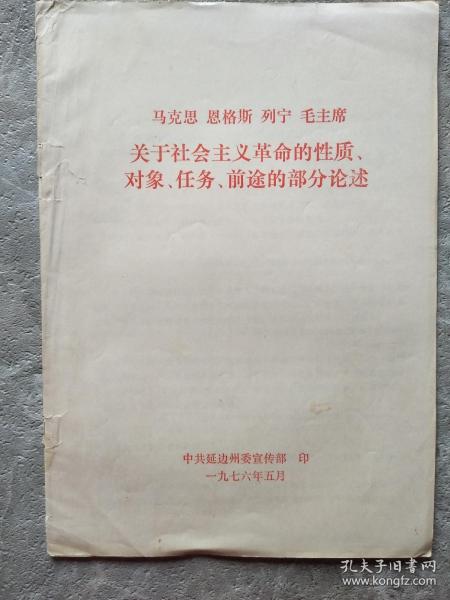 马克思 恩格斯 列宁 毛主席
关于社会主义革命的性质、
对象、任务、前途的部分论述
中共延边州委宣传部 印
一九七六年五月
孔夫子旧书网
www.kongfz.com